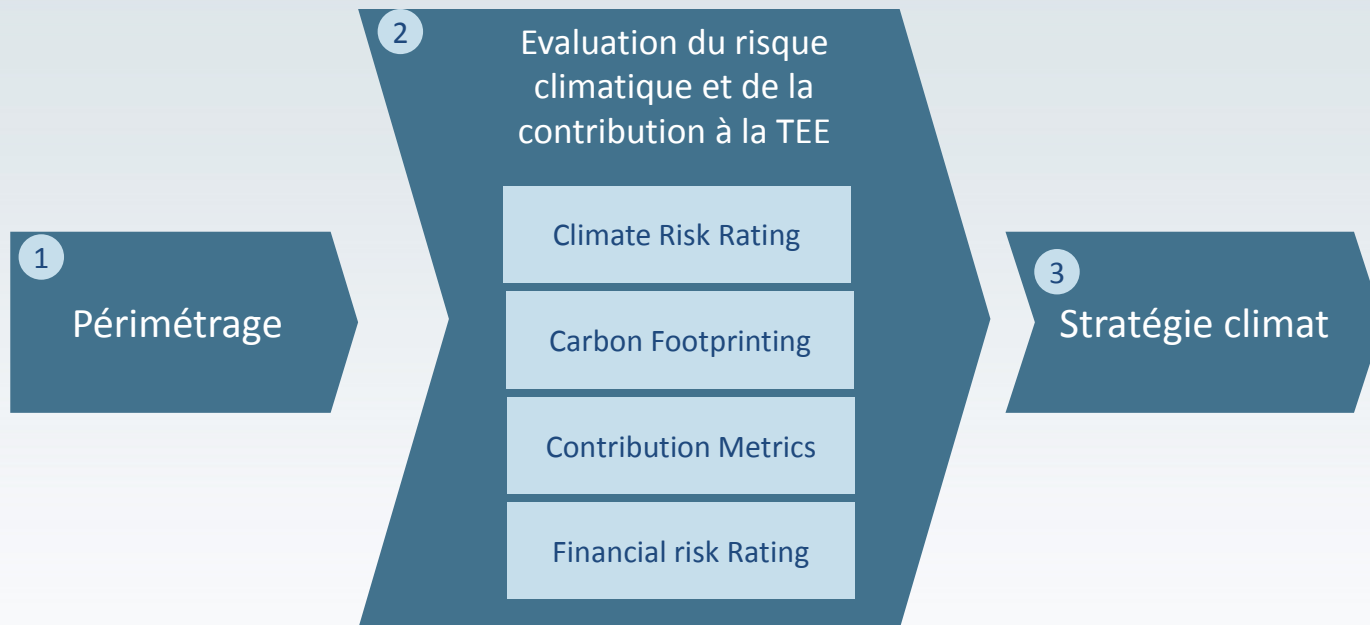 1
Périmétrage
2
Evaluation du risque
climatique et de la
contribution à la TEE
Climate Risk Rating
Carbon Footprinting
Contribution Metrics
Financial risk Rating
3
Stratégie climat